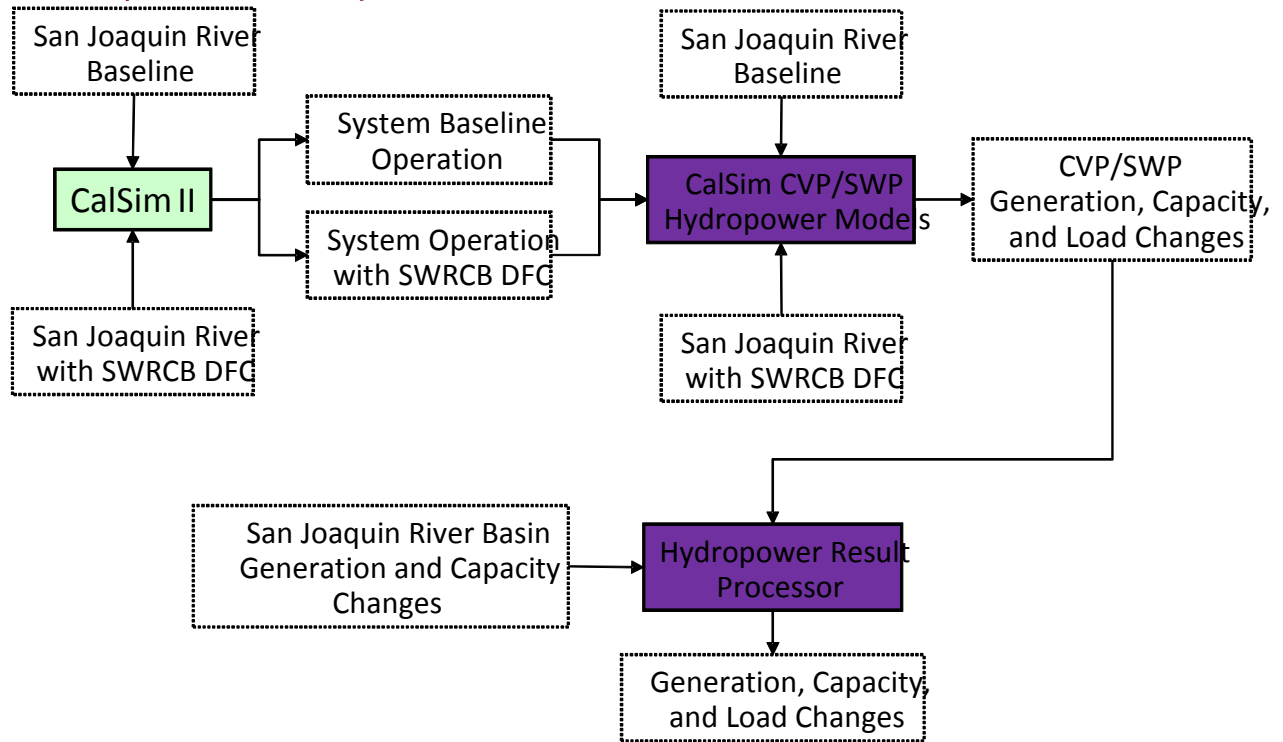 San Joaquin River
Baseline
San Joaquin River
Baseline
System Baseline
Operation
CalSim II
CalSim CVP/SWP
Hydropower Models
CVP/SWP
Generation, Capacity,
and Load Changes
System Operation
with SWRCB DFC
San Joaquin River
with SWRCB DFC
San Joaquin River
with SWRCB DFC
San Joaquin River Basin
Generation and Capacity
Changes
Hydropower Result
Processor
Generation, Capacity,
and Load Changes